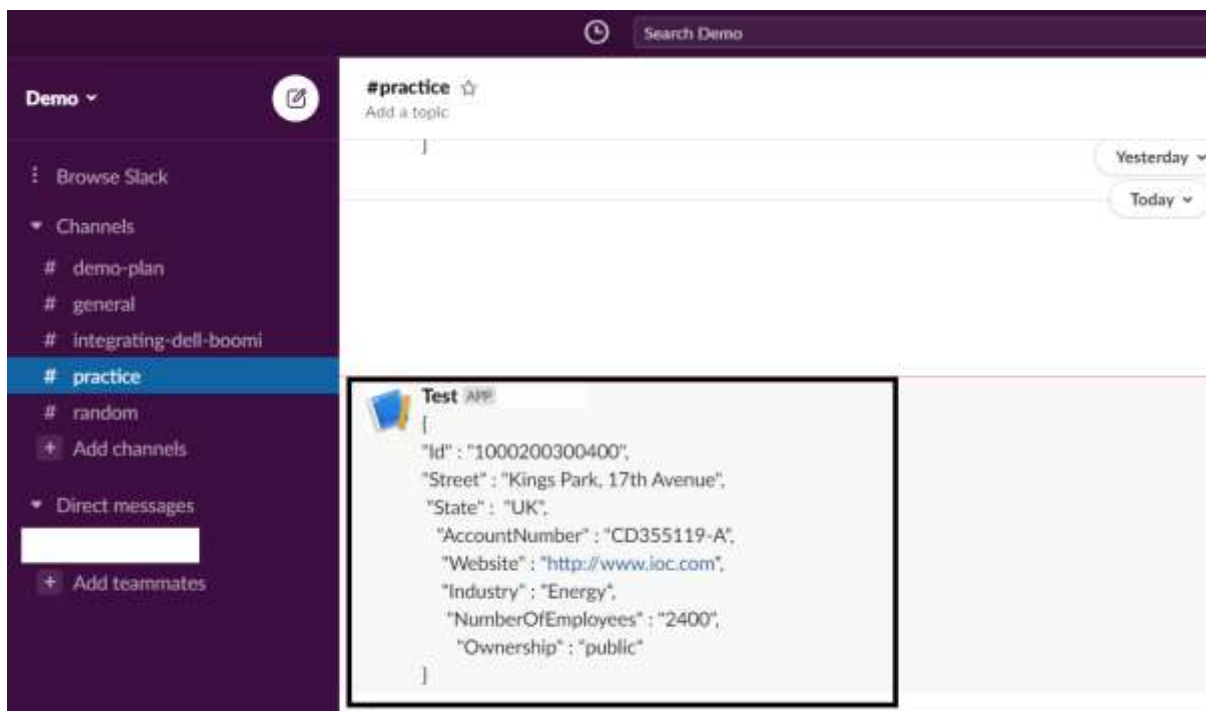 Search Demo
Demo
#practice
Add a topic
]
Yesterday
Today
Browse Slack
Channels
# demo-plan
# general
# integrating-dell-boomi
# practice
# random
+ Add channels
Direct messages
+ Add teammates
Test APP
{
"Id" : "1000200300400",
"Street" : "Kings Park, 17th Avenue",
"State" : "UK",
"AccountNumber" : "CD355119-A",
"Website" : "http://www.ioc.com",
"Industry" : "Energy",
"NumberOfEmployees" : "2400",
"Ownership" : "public"
}